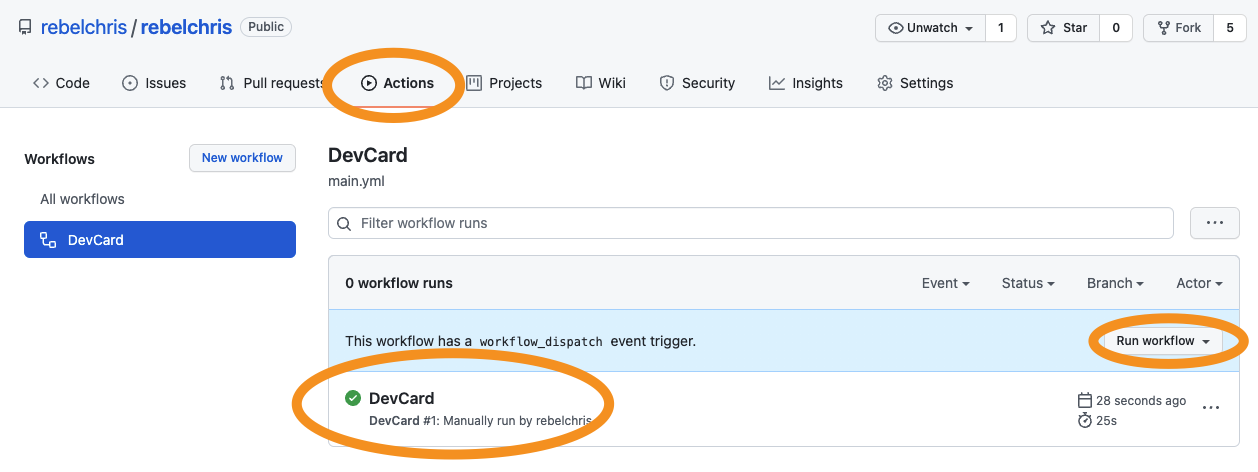 rebelchris / rebelchris Public Unwatch 1 Star 0 Fork 5
Code Issues Pull requests Actions Projects Wiki Security Insights Settings
Workflows New workflow
All workflows
DevCard
DevCard
main.yml
Filter workflow runs ...
0 workflow runs Event Status Branch Actor
This workflow has a workflow_dispatch event trigger. Run workflow
DevCard
DevCard #1: Manually run by rebelchris
28 seconds ago
25s
...